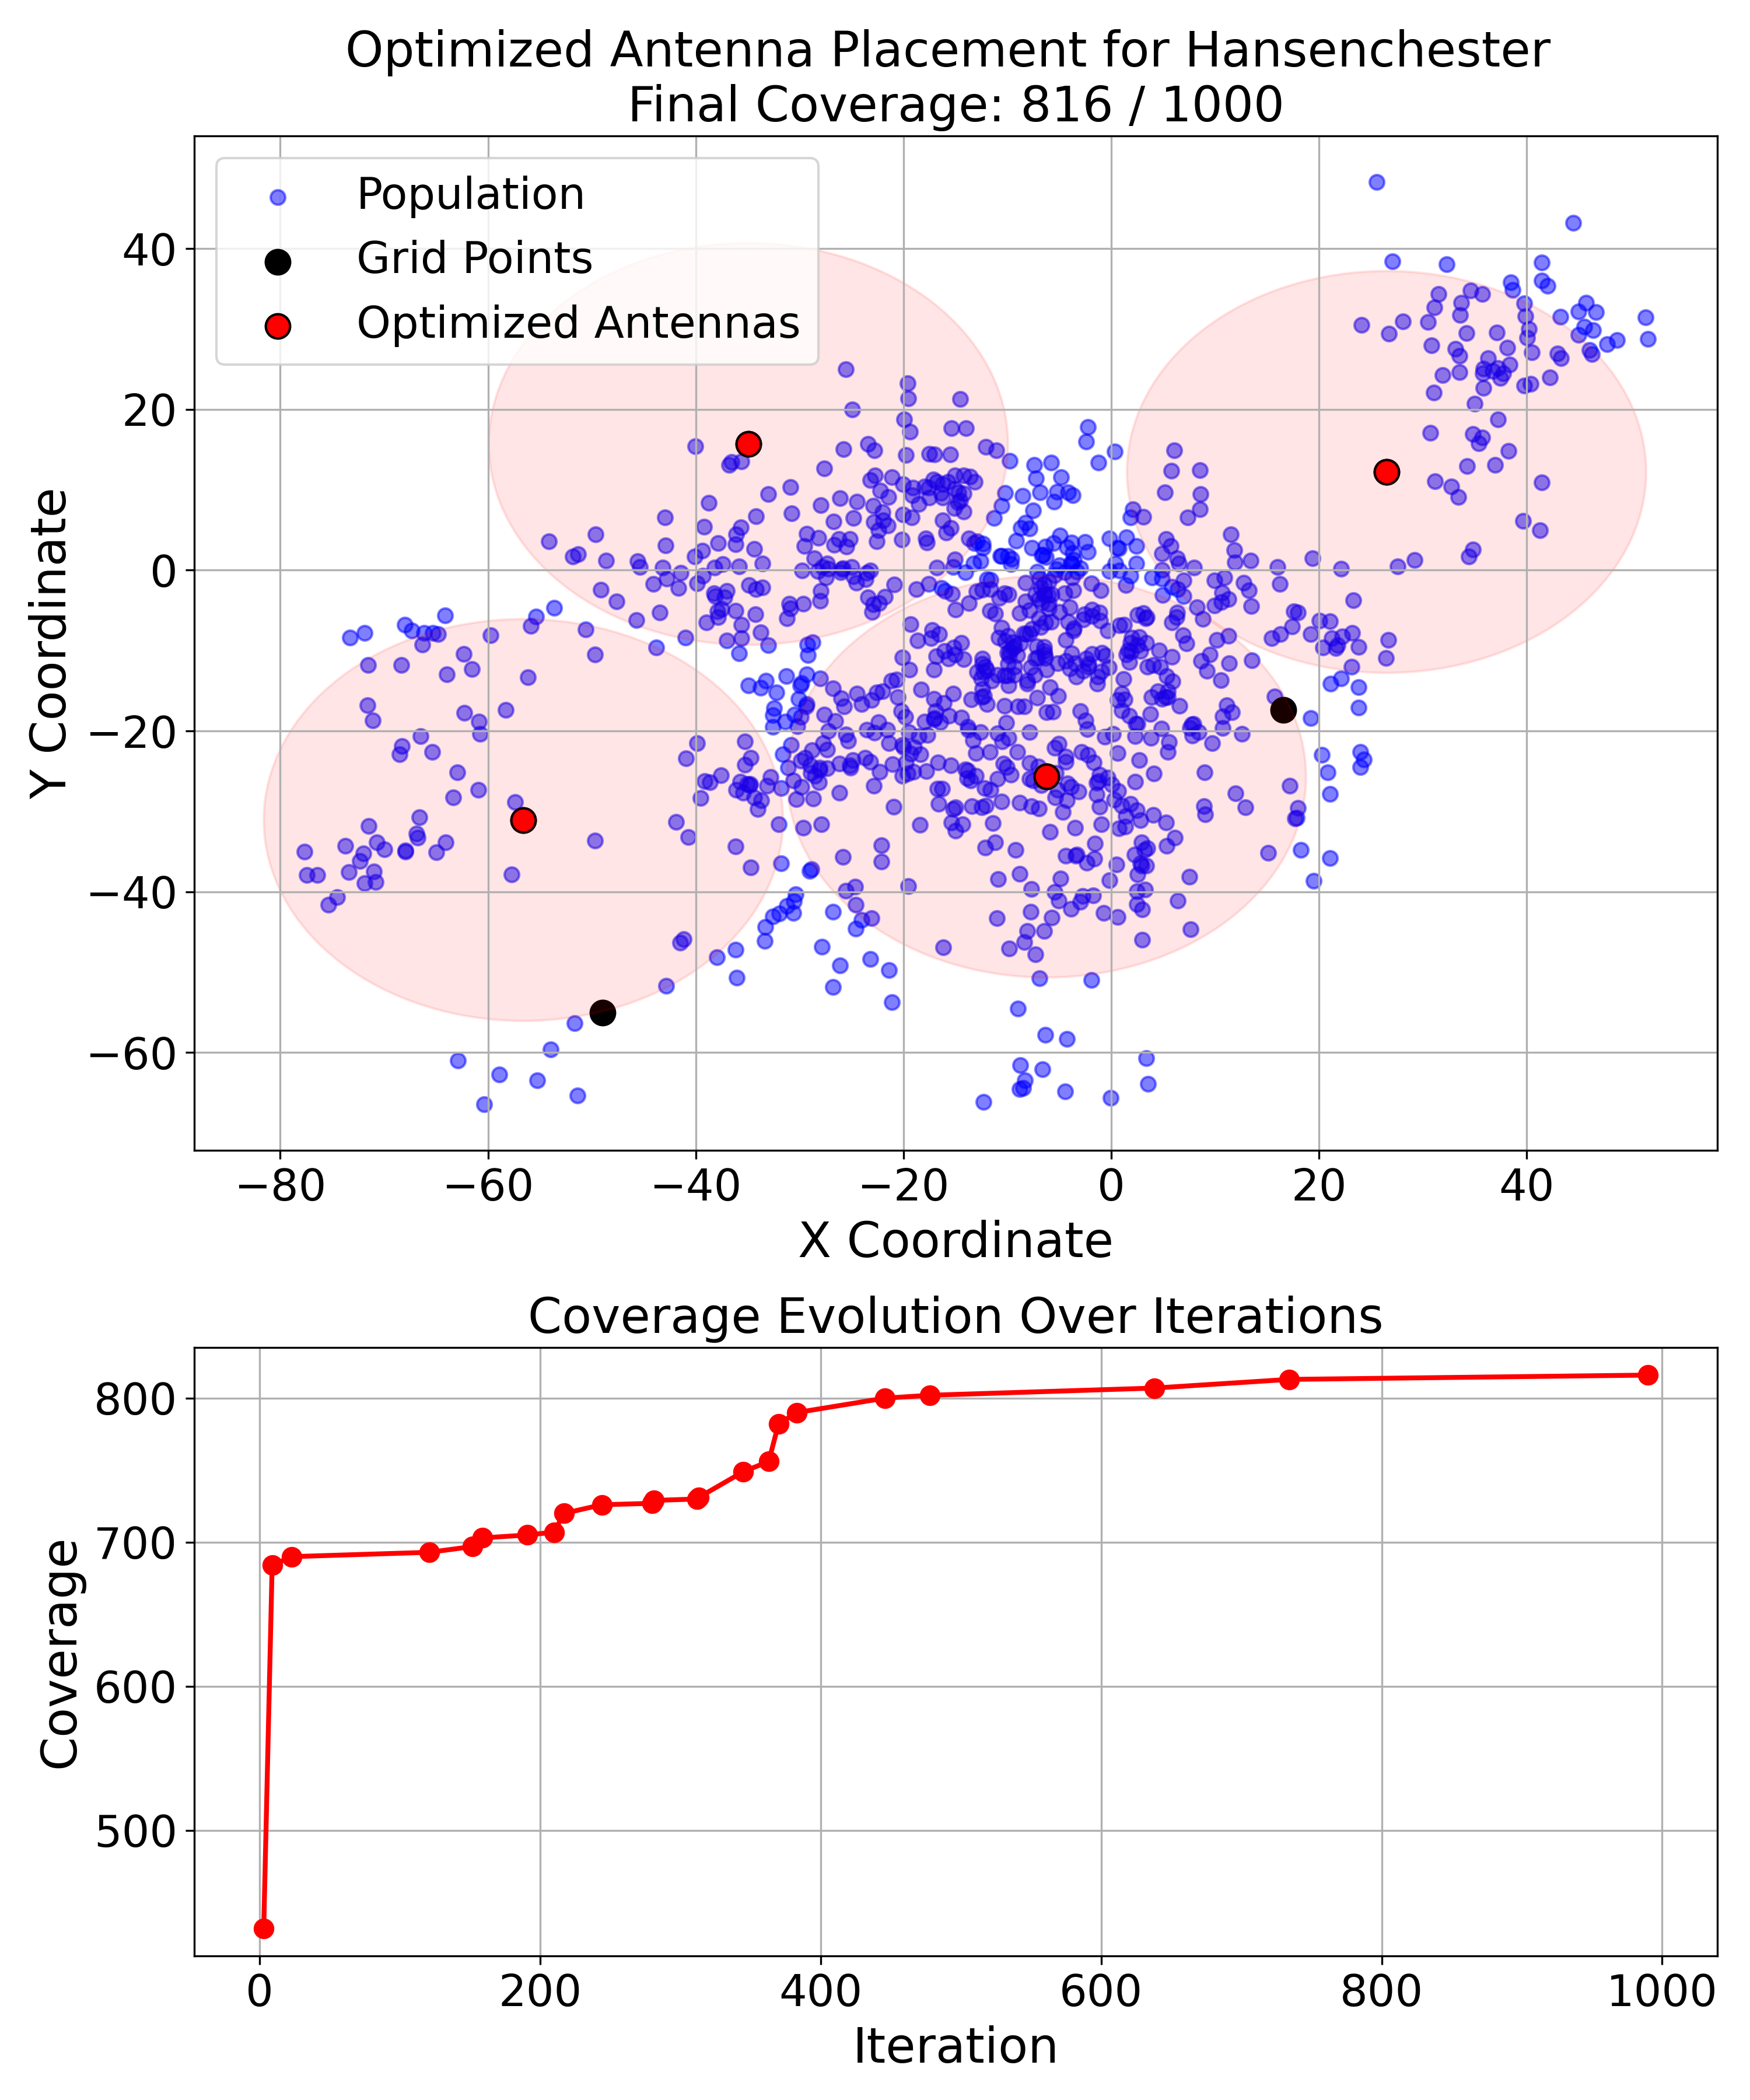 Optimized Antenna Placement for Hansenchester
Final Coverage: 816 / 1000
Population
Grid Points
Optimized Antennas
Y Coordinate
40
20
0
−20
−40
−60
−80
−60
−40
−20
0
20
40
X Coordinate
Coverage Evolution Over Iterations
Coverage
800
700
600
500
0
200
400
600
800
1000
Iteration